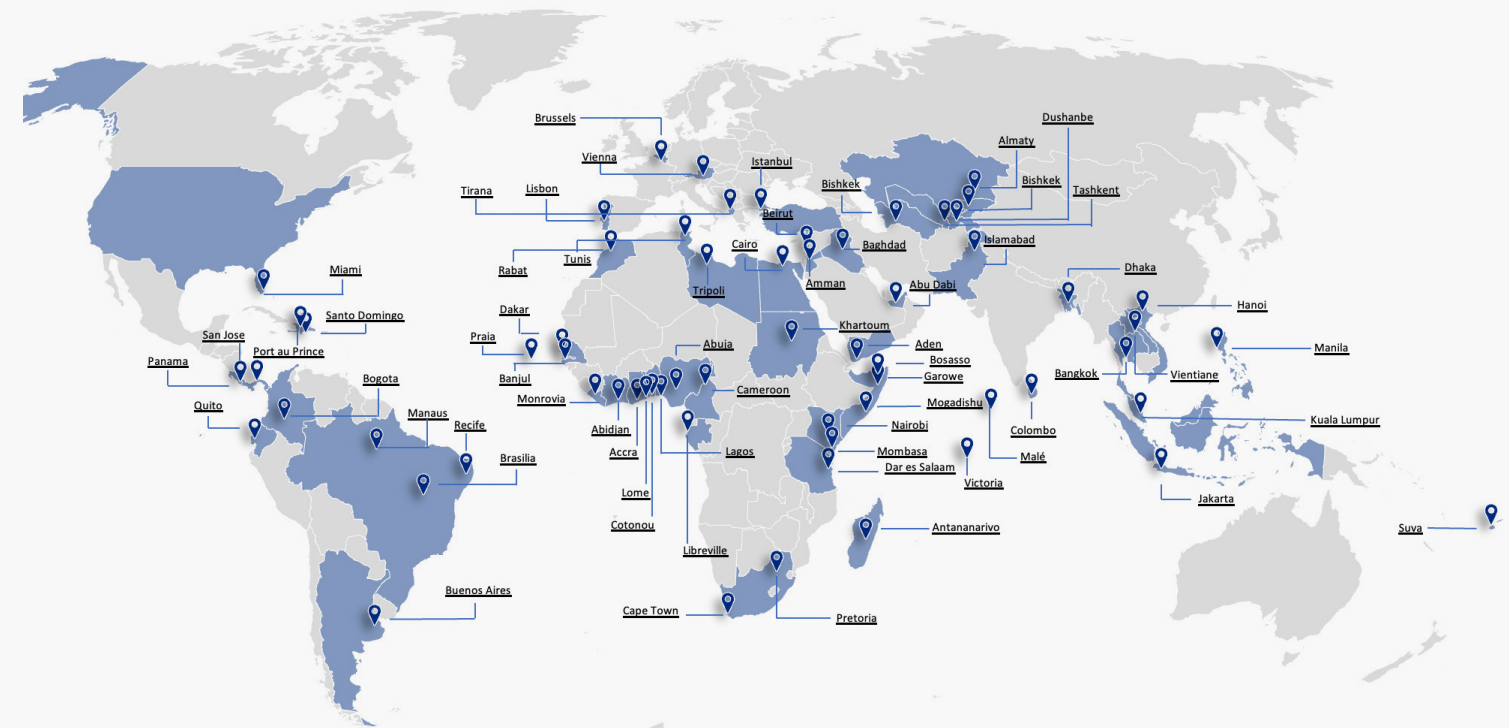 Dushanbe
Brussels
Almaty
Vienna
Istanbul
Bishkek
Bishkek
Tashkent
Tirana
Lisbon
Beirut
Cairo
Baghdad
Islamabad
Rabat
Tunis
Dhaka
Miami
Tripoli
Amman
Abu Dabi
Hanoi
Dakar
Santo Domingo
Khartoum
San Jose
Praia
Abuja
Aden
Manila
Port au Prince
Panama
Bosasso
Banjul
Garowe
Bangkok
Vientiane
Bogota
Cameroon
Monrovia
Mogadishu
Quito
Manaus
Recife
Abidian
Nairobi
Colombo
Kuala Lumpur
Accra
Lagos
Mombasa
Malé
Brasilia
Dar es Salaam
Victoria
Lome
Jakarta
Cotonou
Antananarivo
Suva
Libreville
Buenos Aires
Cape Town
Pretoria